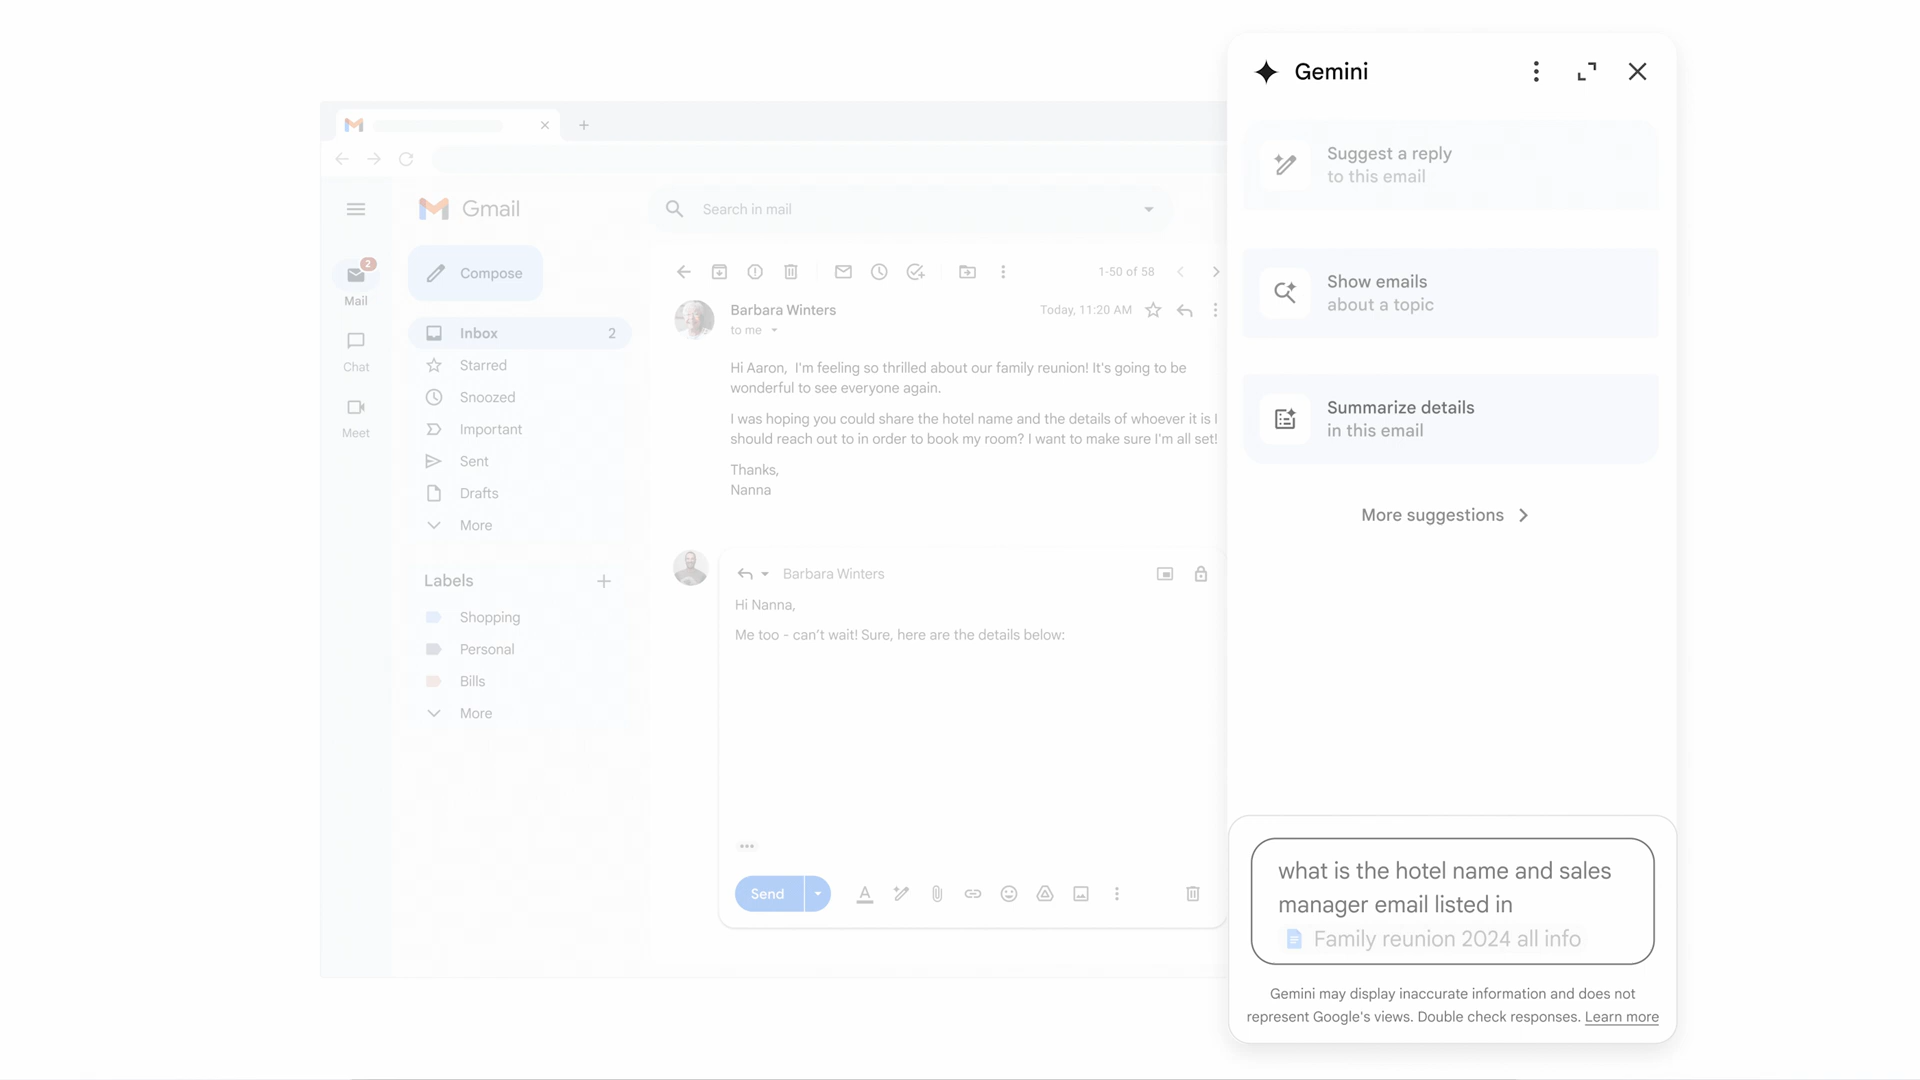 Gemini
Suggest a reply
to this email
Show emails
about a topic
Summarize details
in this email
More suggestions
what is the hotel name and sales
manager email listed in
Family reunion 2024 all info
Gemini may display inaccurate information and does not
represent Google's views. Double check responses. Learn more
Gmail
Search in mail
2
Mail
Chat
Meet
Compose
Inbox 2
Starred
Snoozed
Important
Sent
Drafts
More
Labels
Shopping
Personal
Bills
More
1-50 of 58
Barbara Winters
Today, 11:20 AM
to me
Hi Aaron,  I'm feeling so thrilled about our family reunion! It's going to be
wonderful to see everyone again.
I was hoping you could share the hotel name and the details of whoever it is I
should reach out to in order to book my room? I want to make sure I'm all set!
Thanks,
Nanna
Barbara Winters
Hi Nanna,
Me too - can’t wait! Sure, here are the details below:
Send